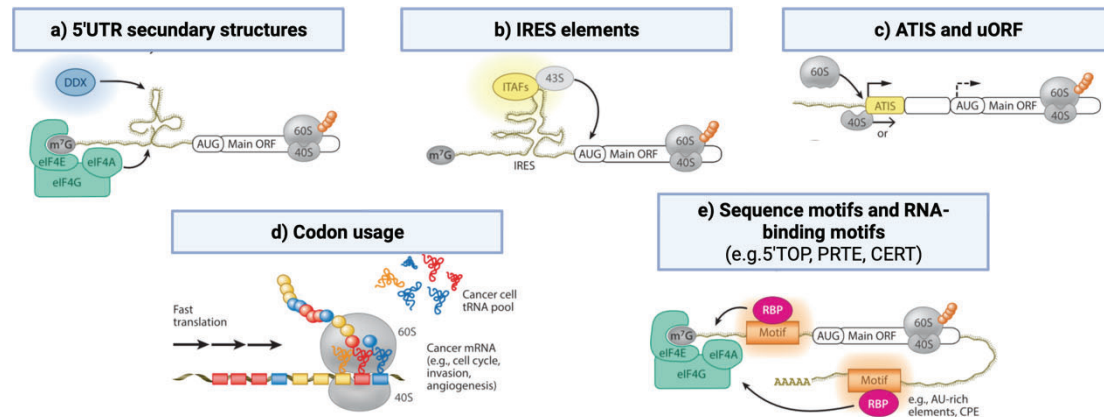 a) 5'UTR secundary structures
DDX
m⁷G
eIF4E
eIF4A
eIF4G
AUG
Main ORF
60S
40S
b) IRES elements
ITAFs
43S
m⁷G
IRES
AUG
Main ORF
60S
40S
c) ATIS and uORF
60S
40S
ATIS
or
AUG
Main ORF
60S
40S
d) Codon usage
Fast
translation
Cancer cell
tRNA pool
60S
Cancer mRNA
(e.g., cell cycle,
invasion,
angiogenesis)
40S
e) Sequence motifs and RNA-
binding motifs
(e.g.5'TOP, PRTE, CERT)
RBP
Motif
m⁷G
eIF4E
eIF4A
eIF4G
AUG
Main ORF
60S
40S
AAAAA
Motif
RBP
e.g., AU-rich
elements, CPE